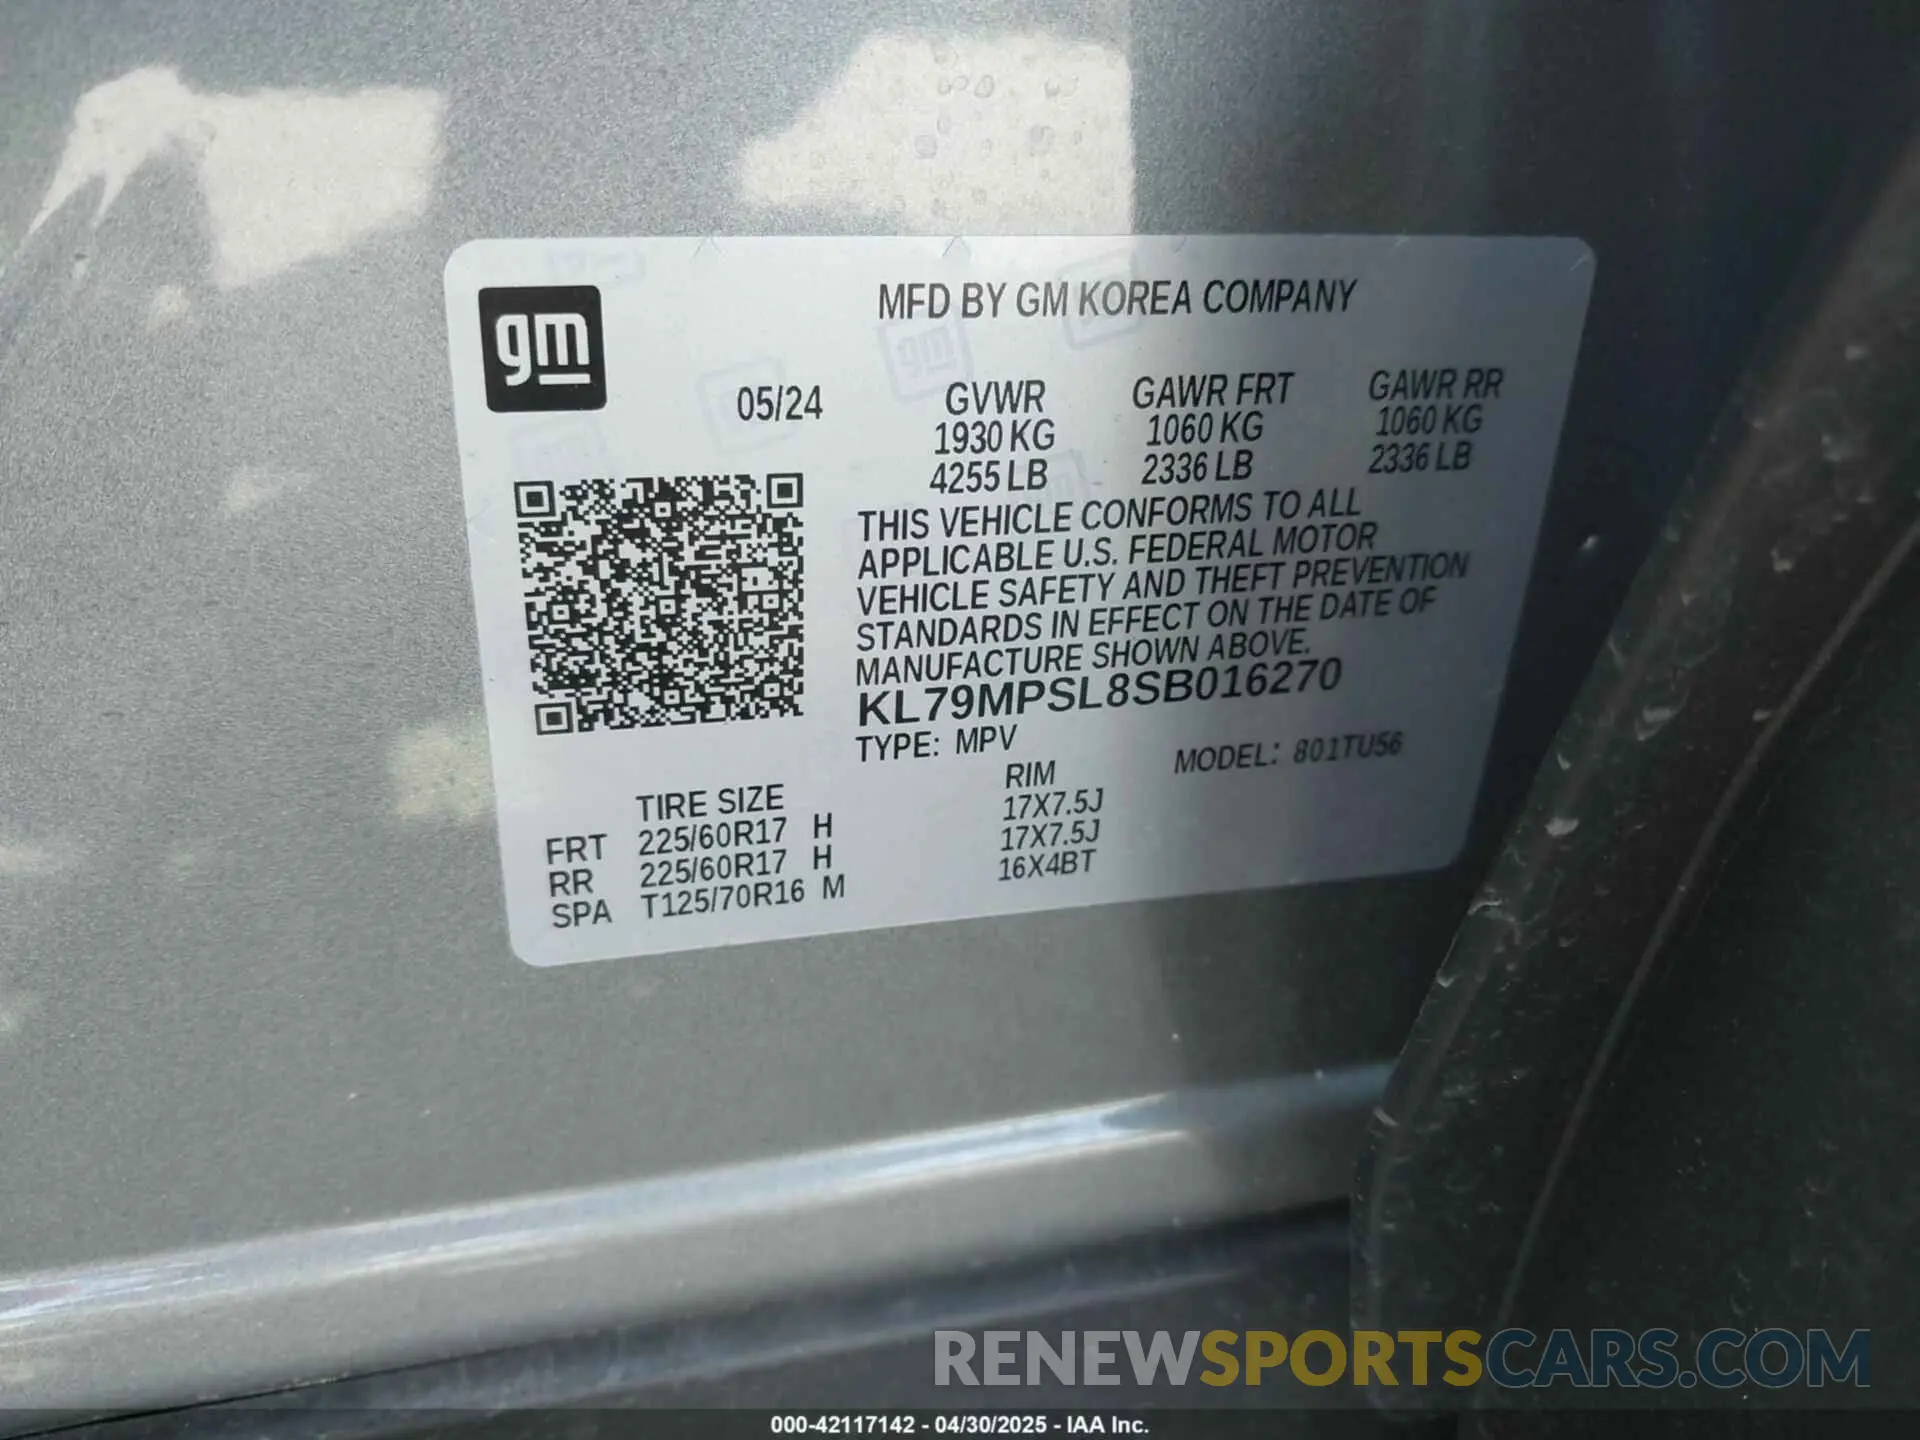 gm
MFD BY GM KOREA COMPANY
05/24
GVWR GAWR FRT GAWR RR
1930 KG 1060 KG 1060 KG
4255 LB 2336 LB 2336 LB
THIS VEHICLE CONFORMS TO ALL
APPLICABLE U.S. FEDERAL MOTOR
VEHICLE SAFETY AND THEFT PREVENTION
STANDARDS IN EFFECT ON THE DATE OF
MANUFACTURE SHOWN ABOVE.
KL79MPSL8SB016270
TYPE: MPV MODEL: 801TU56
TIRE SIZE RIM
FRT 225/60R17 H 17X7.5J
RR 225/60R17 H 17X7.5J
SPA T125/70R16 M 16X4BT
RENEWSPORTSCARS.COM
000-42117142 - 04/30/2025 - IAA Inc.